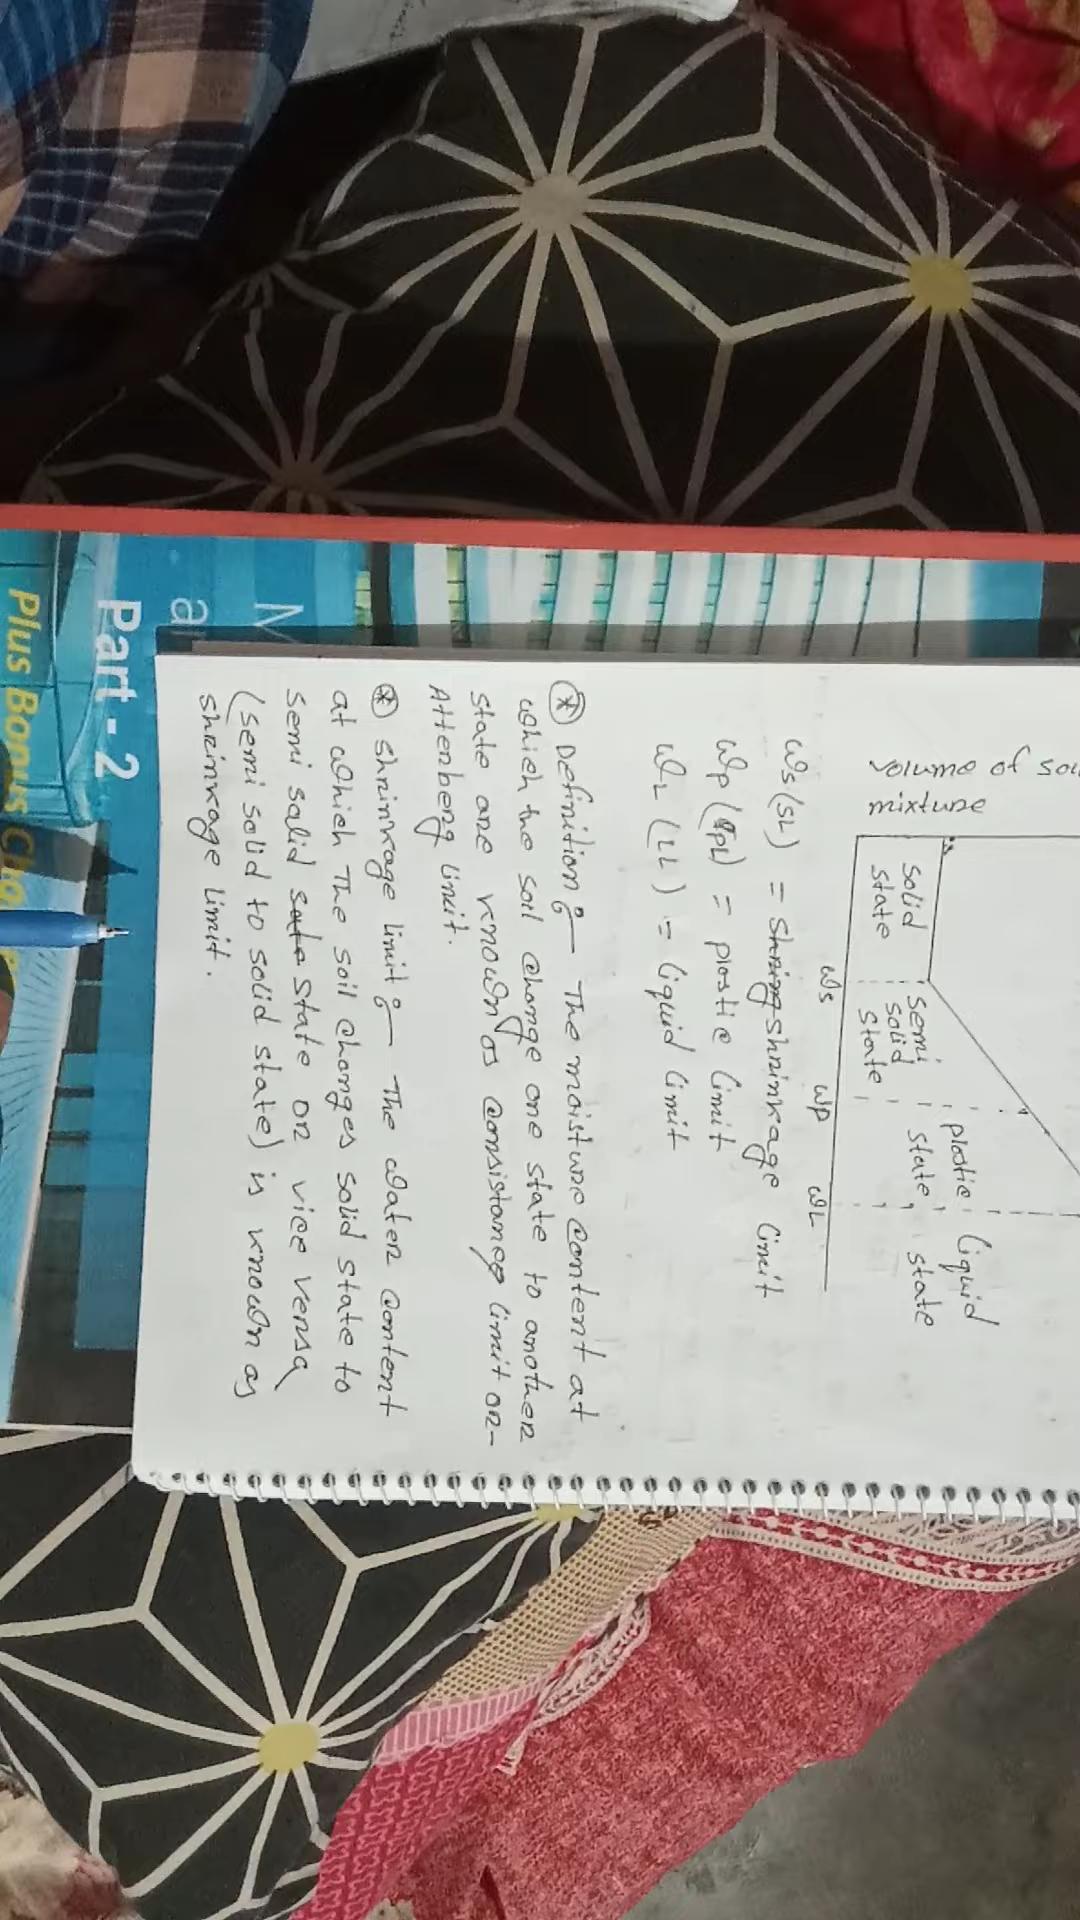 volume of soi
mixture
solid
state
semi
solid
state
plastic
state
liquid
state
ws wp wL
ws (SL) = shrinkage limit
wp (PL) = plastic limit
wL (LL) = liquid limit
* Definition :- The moisture content at
which the soil change one state to another
state are known as consistancy limit or-
Attenberg limit.
* shrinkage limit :- The water content
at which The soil changes solid state to
semi solid state or vice versa
(semi solid to solid state) is known as
shrinkage limit.
Part - 2
Plus Bonus Cha